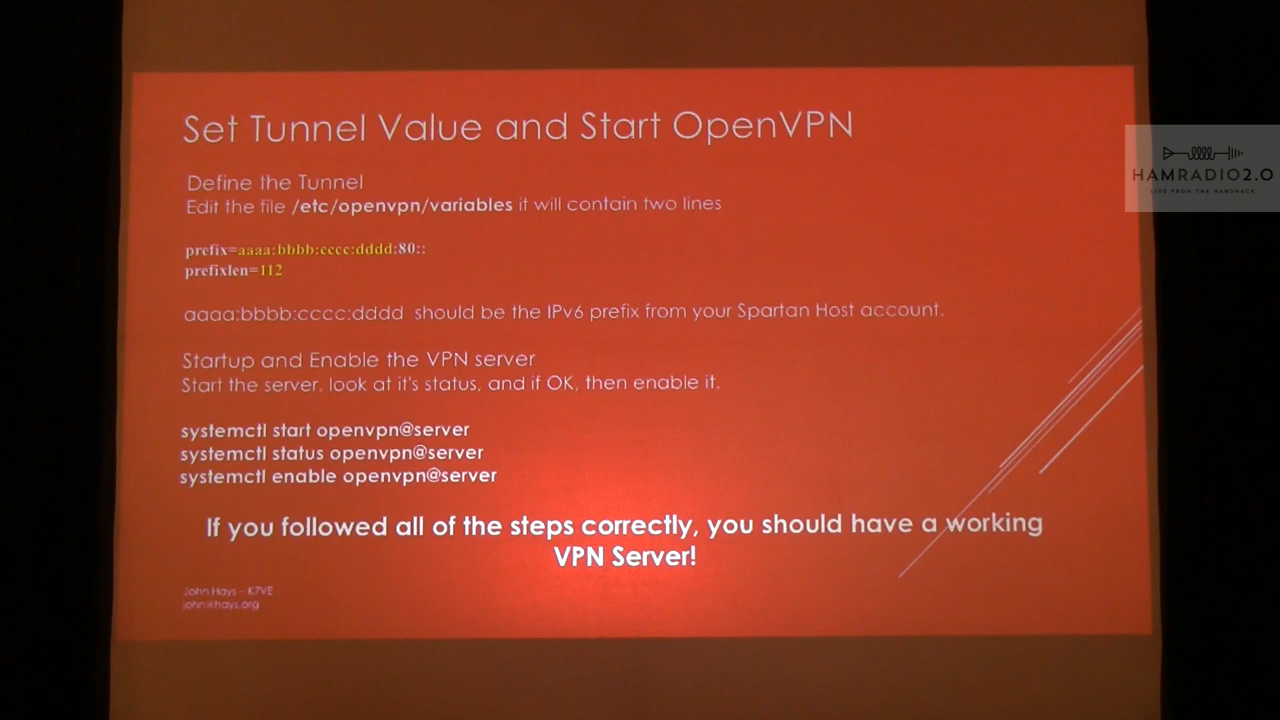 Set Tunnel Value and Start OpenVPN
Define the Tunnel
Edit the file /etc/openvpn/variables it will contain two lines
prefix=aaaa:bbbb:cccc:dddd:80::
prefixlen=112
aaaa:bbbb:cccc:dddd should be the IPv6 prefix from your Spartan Host account.
Startup and Enable the VPN server
Start the server, look at it's status, and if OK, then enable it.
systemctl start openvpn@server
systemctl status openvpn@server
systemctl enable openvpn@server
If you followed all of the steps correctly, you should have a working
VPN Server!
John Hays – K7VE
john@hays.org
HAMRADIO2.0
LIVE FROM THE HAMSHACK